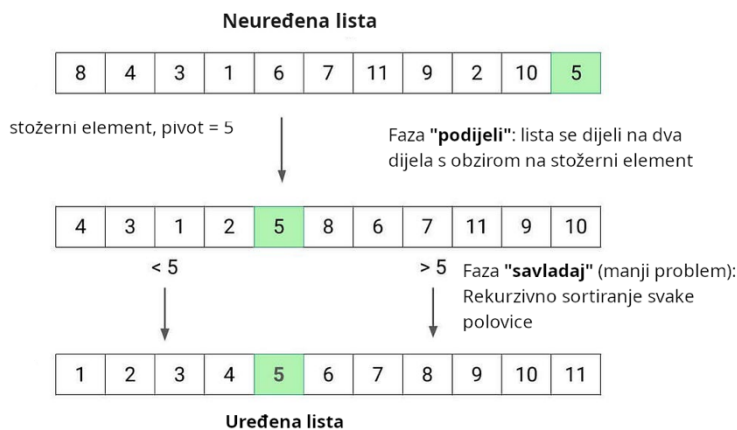 Neuređena lista
8 4 3 1 6 7 11 9 2 10 5
stožerni element, pivot = 5
Faza "podijeli": lista se dijeli na dva
dijela s obzirom na stožerni element
4 3 1 2 5 8 6 7 11 9 10
< 5
> 5
Faza "savladaj" (manji problem):
Rekurzivno sortiranje svake
polovice
1 2 3 4 5 6 7 8 9 10 11
Uređena lista